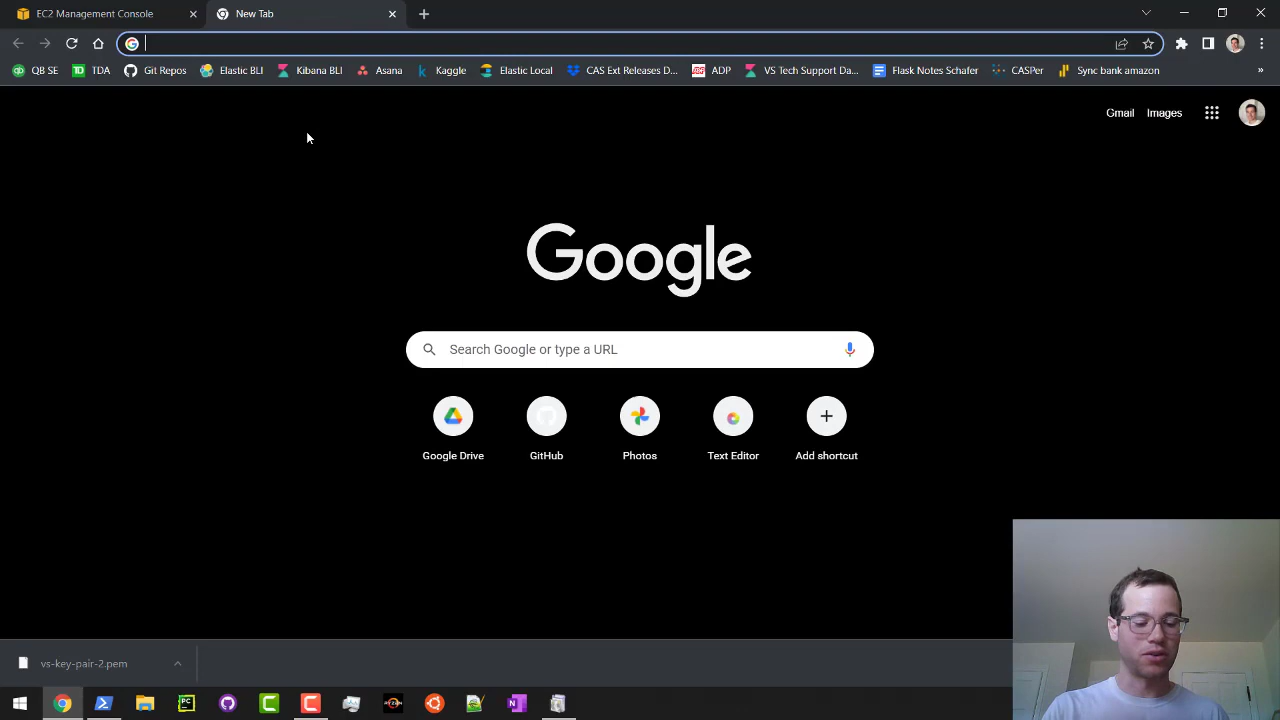 EC2 Management Console
New Tab
QB SE
TDA
Git Repos
Elastic BLI
Kibana BLI
Asana
Kaggle
Elastic Local
CAS Ext Releases D...
ADP
VS Tech Support Da...
Flask Notes Schafer
CASPer
Sync bank amazon
»
Gmail
Images
Google
Search Google or type a URL
Google Drive
GitHub
Photos
Text Editor
Add shortcut
vs-key-pair-2.pem